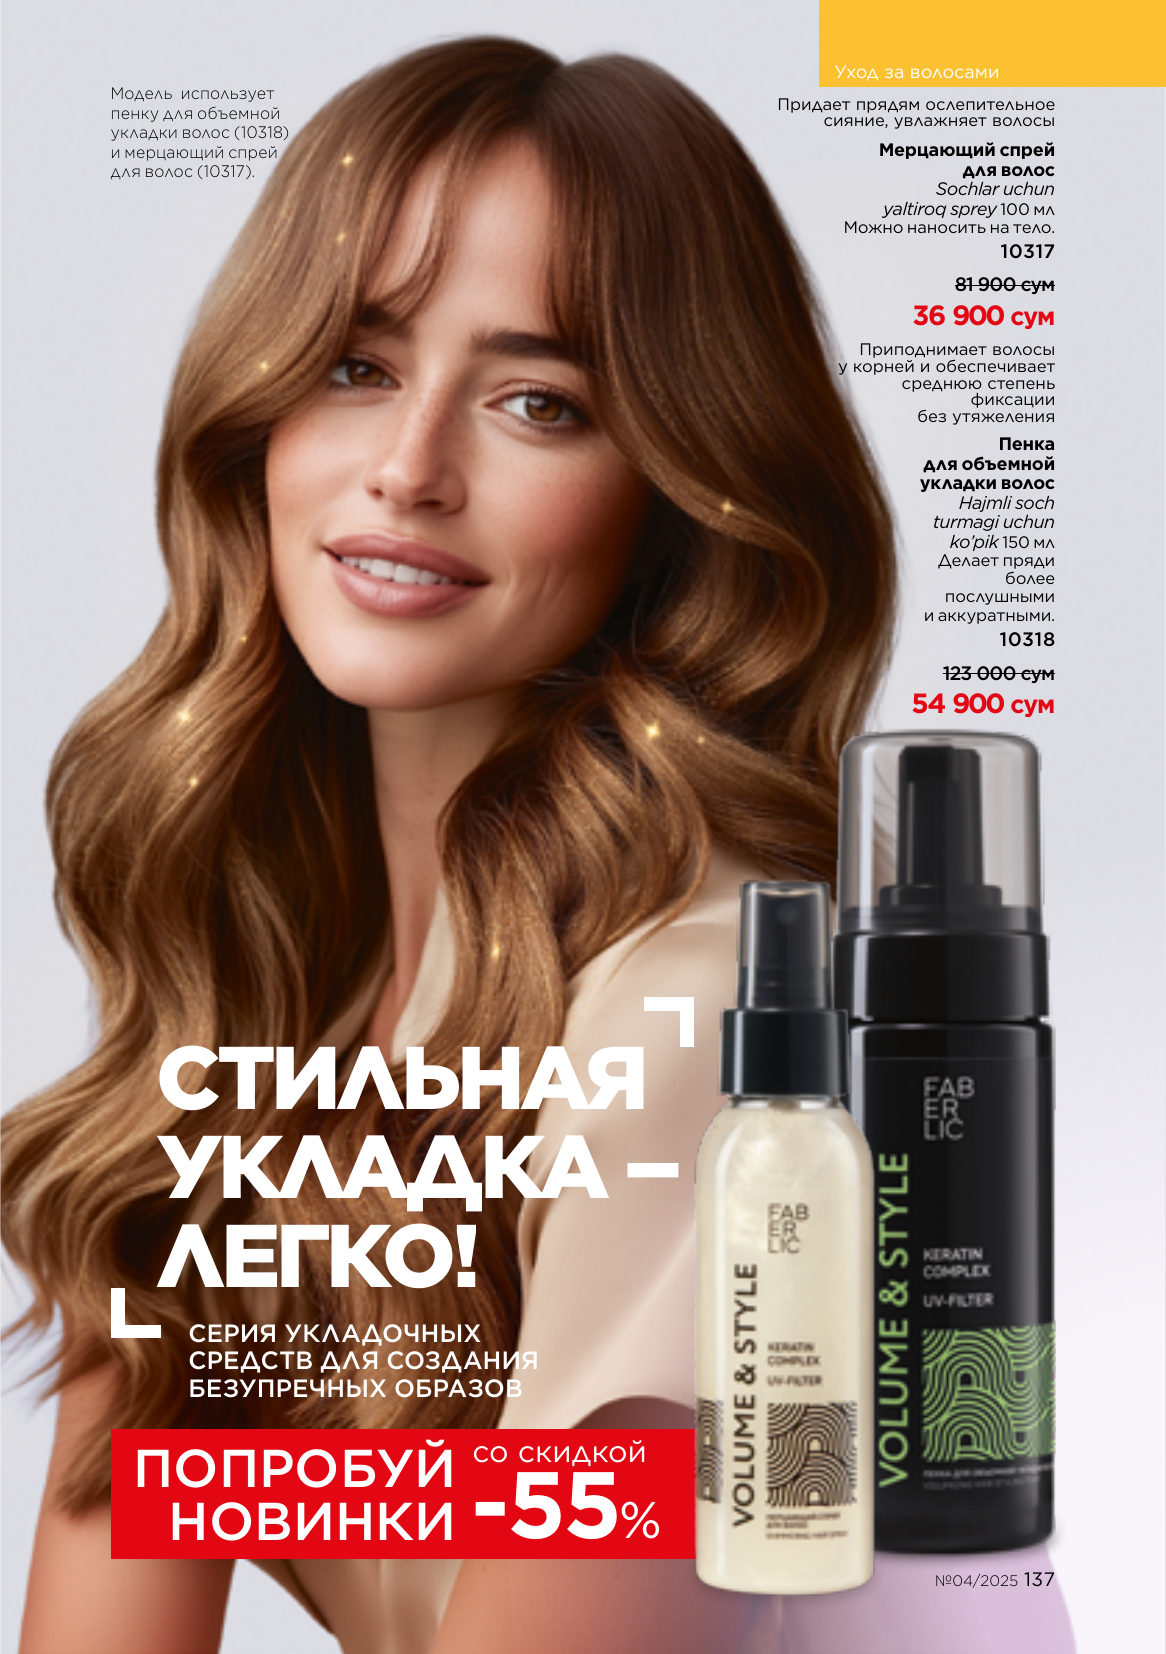 Уход за волосами
Модель использует
пенку для объемной
укладки волос (10318)
и мерцающий спрей
для волос (10317).
Придает прядям ослепительное
сияние, увлажняет волосы
Мерцающий спрей
для волос
Sochlar uchun
yaltiroq sprey 100 мл
Можно наносить на тело.
10317
81 900 сум
36 900 сум
Приподнимает волосы
у корней и обеспечивает
среднюю степень
фиксации
без утяжеления
Пенка
для объемной
укладки волос
Hajmli soch
turmagi uchun
ko'pik 150 мл
Делает пряди
более
послушными
и аккуратными.
10318
123 000 сум
54 900 сум
СТИЛЬНАЯ
УКЛАДКА –
ЛЕГКО!
СЕРИЯ УКЛАДОЧНЫХ
СРЕДСТВ ДЛЯ СОЗДАНИЯ
БЕЗУПРЕЧНЫХ ОБРАЗОВ
ПОПРОБУЙ
НОВИНКИ
СО СКИДКОЙ
-55%
FAB
ER
LIC
VOLUME & STYLE
KERATIN
COMPLEX
UV-FILTER
FAB
ER
LIC
VOLUME & STYLE
KERATIN
COMPLEX
UV-FILTER
№04/2025 137